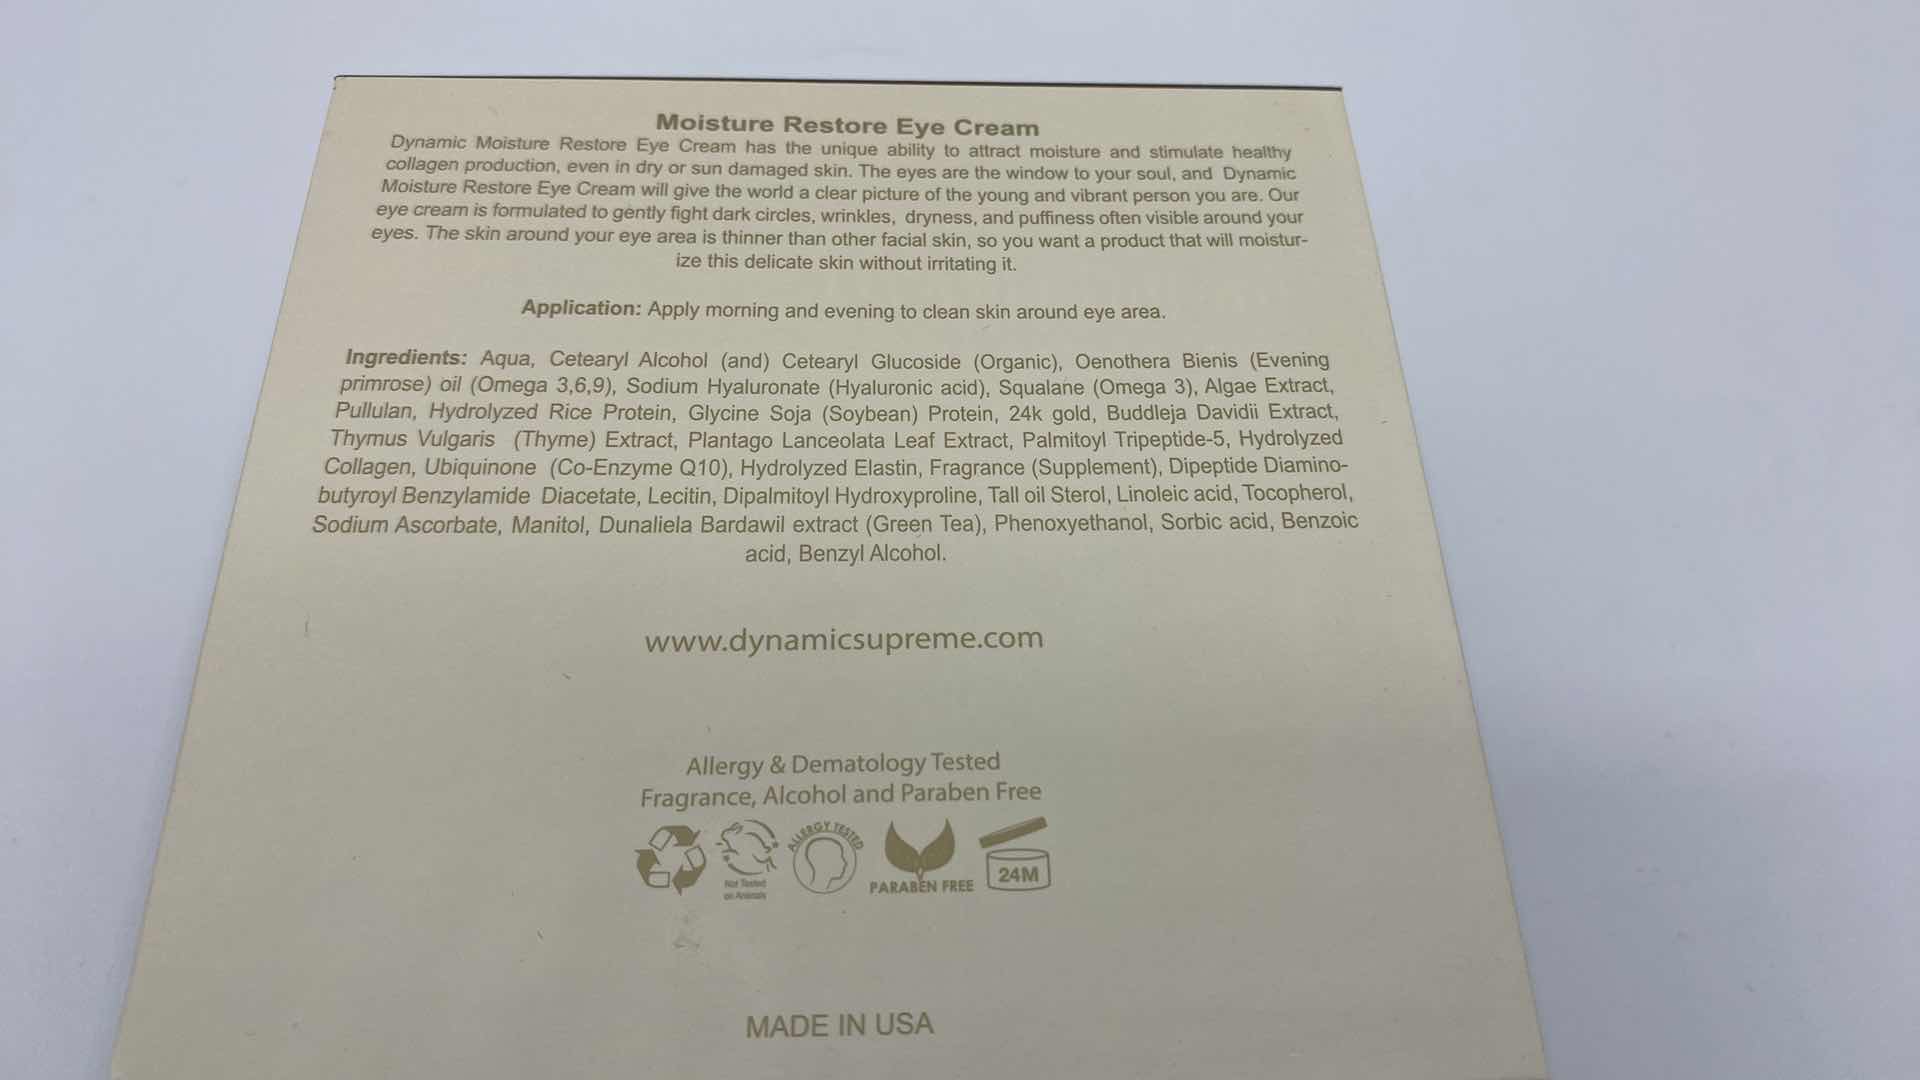 Moisture Restore Eye Cream
Dynamic Moisture Restore Eye Cream has the unique ability to attract moisture and stimulate healthy
collagen production, even in dry or sun damaged skin. The eyes are the window to your soul, and Dynamic
Moisture Restore Eye Cream will give the world a clear picture of the young and vibrant person you are. Our
eye cream is formulated to gently fight dark circles, wrinkles, dryness, and puffiness often visible around your
eyes. The skin around your eye area is thinner than other facial skin, so you want a product that will moistur-
ize this delicate skin without irritating it.
Application: Apply morning and evening to clean skin around eye area.
Ingredients: Aqua, Cetearyl Alcohol (and) Cetearyl Glucoside (Organic), Oenothera Bienis (Evening
primrose) oil (Omega 3,6,9), Sodium Hyaluronate (Hyaluronic acid), Squalane (Omega 3), Algae Extract,
Pullulan, Hydrolyzed Rice Protein, Glycine Soja (Soybean) Protein, 24k gold, Buddleja Davidii Extract,
Thymus Vulgaris (Thyme) Extract, Plantago Lanceolata Leaf Extract, Palmitoyl Tripeptide-5, Hydrolyzed
Collagen, Ubiquinone (Co-Enzyme Q10), Hydrolyzed Elastin, Fragrance (Supplement), Dipeptide Diamino-
butyroyl Benzylamide Diacetate, Lecitin, Dipalmitoyl Hydroxyproline, Tall oil Sterol, Linoleic acid, Tocopherol,
Sodium Ascorbate, Manitol, Dunaliela Bardawil extract (Green Tea), Phenoxyethanol, Sorbic acid, Benzoic
acid, Benzyl Alcohol.
www.dynamicsupreme.com
Allergy & Dematology Tested
Fragrance, Alcohol and Paraben Free
ALLERGY TESTED
Not Tested
on Animals
PARABEN FREE
24M
MADE IN USA